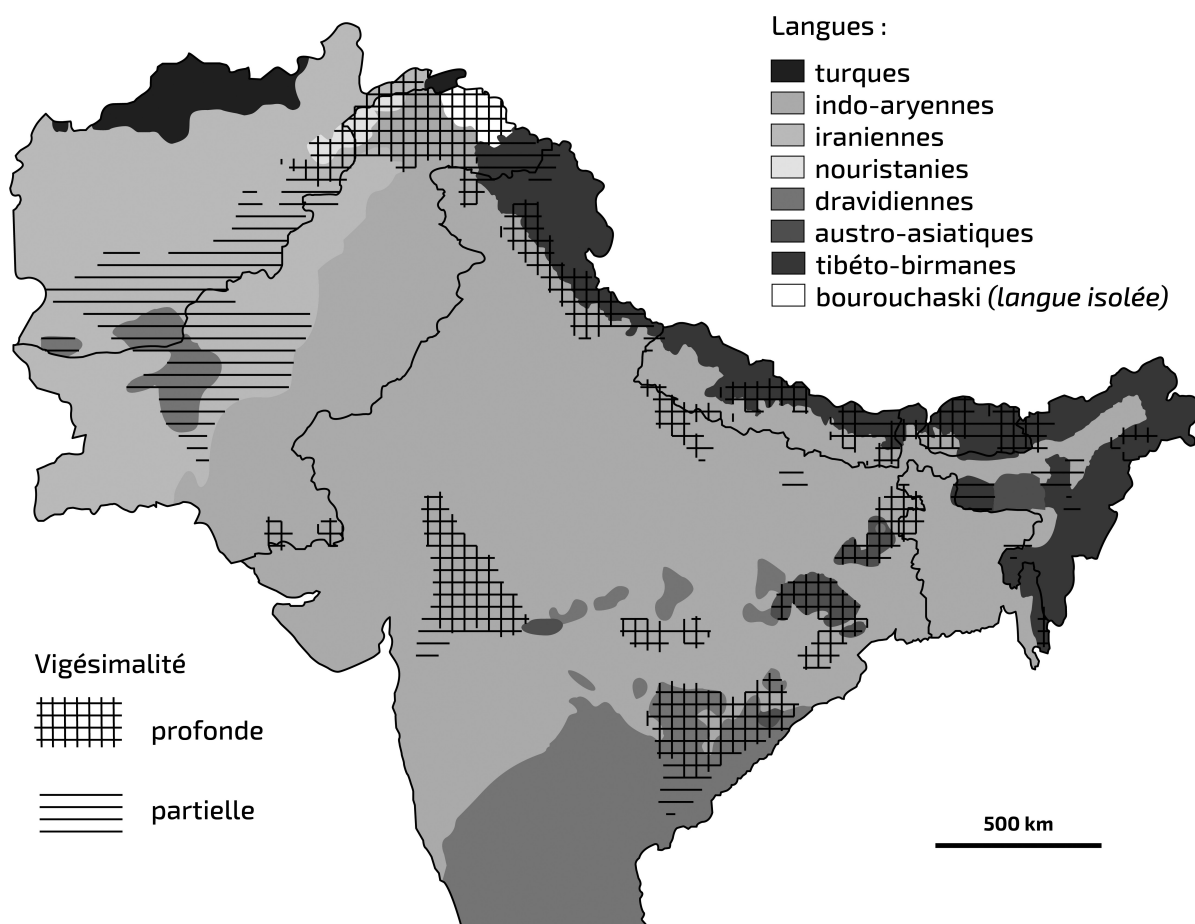 Langues :
turques
indo-aryennes
iraniennes
nouristanies
dravidiennes
austro-asiatiques
tibéto-birmanes
bourouchaski (langue isolée)
Vigésimalité
profonde
partielle
500 km